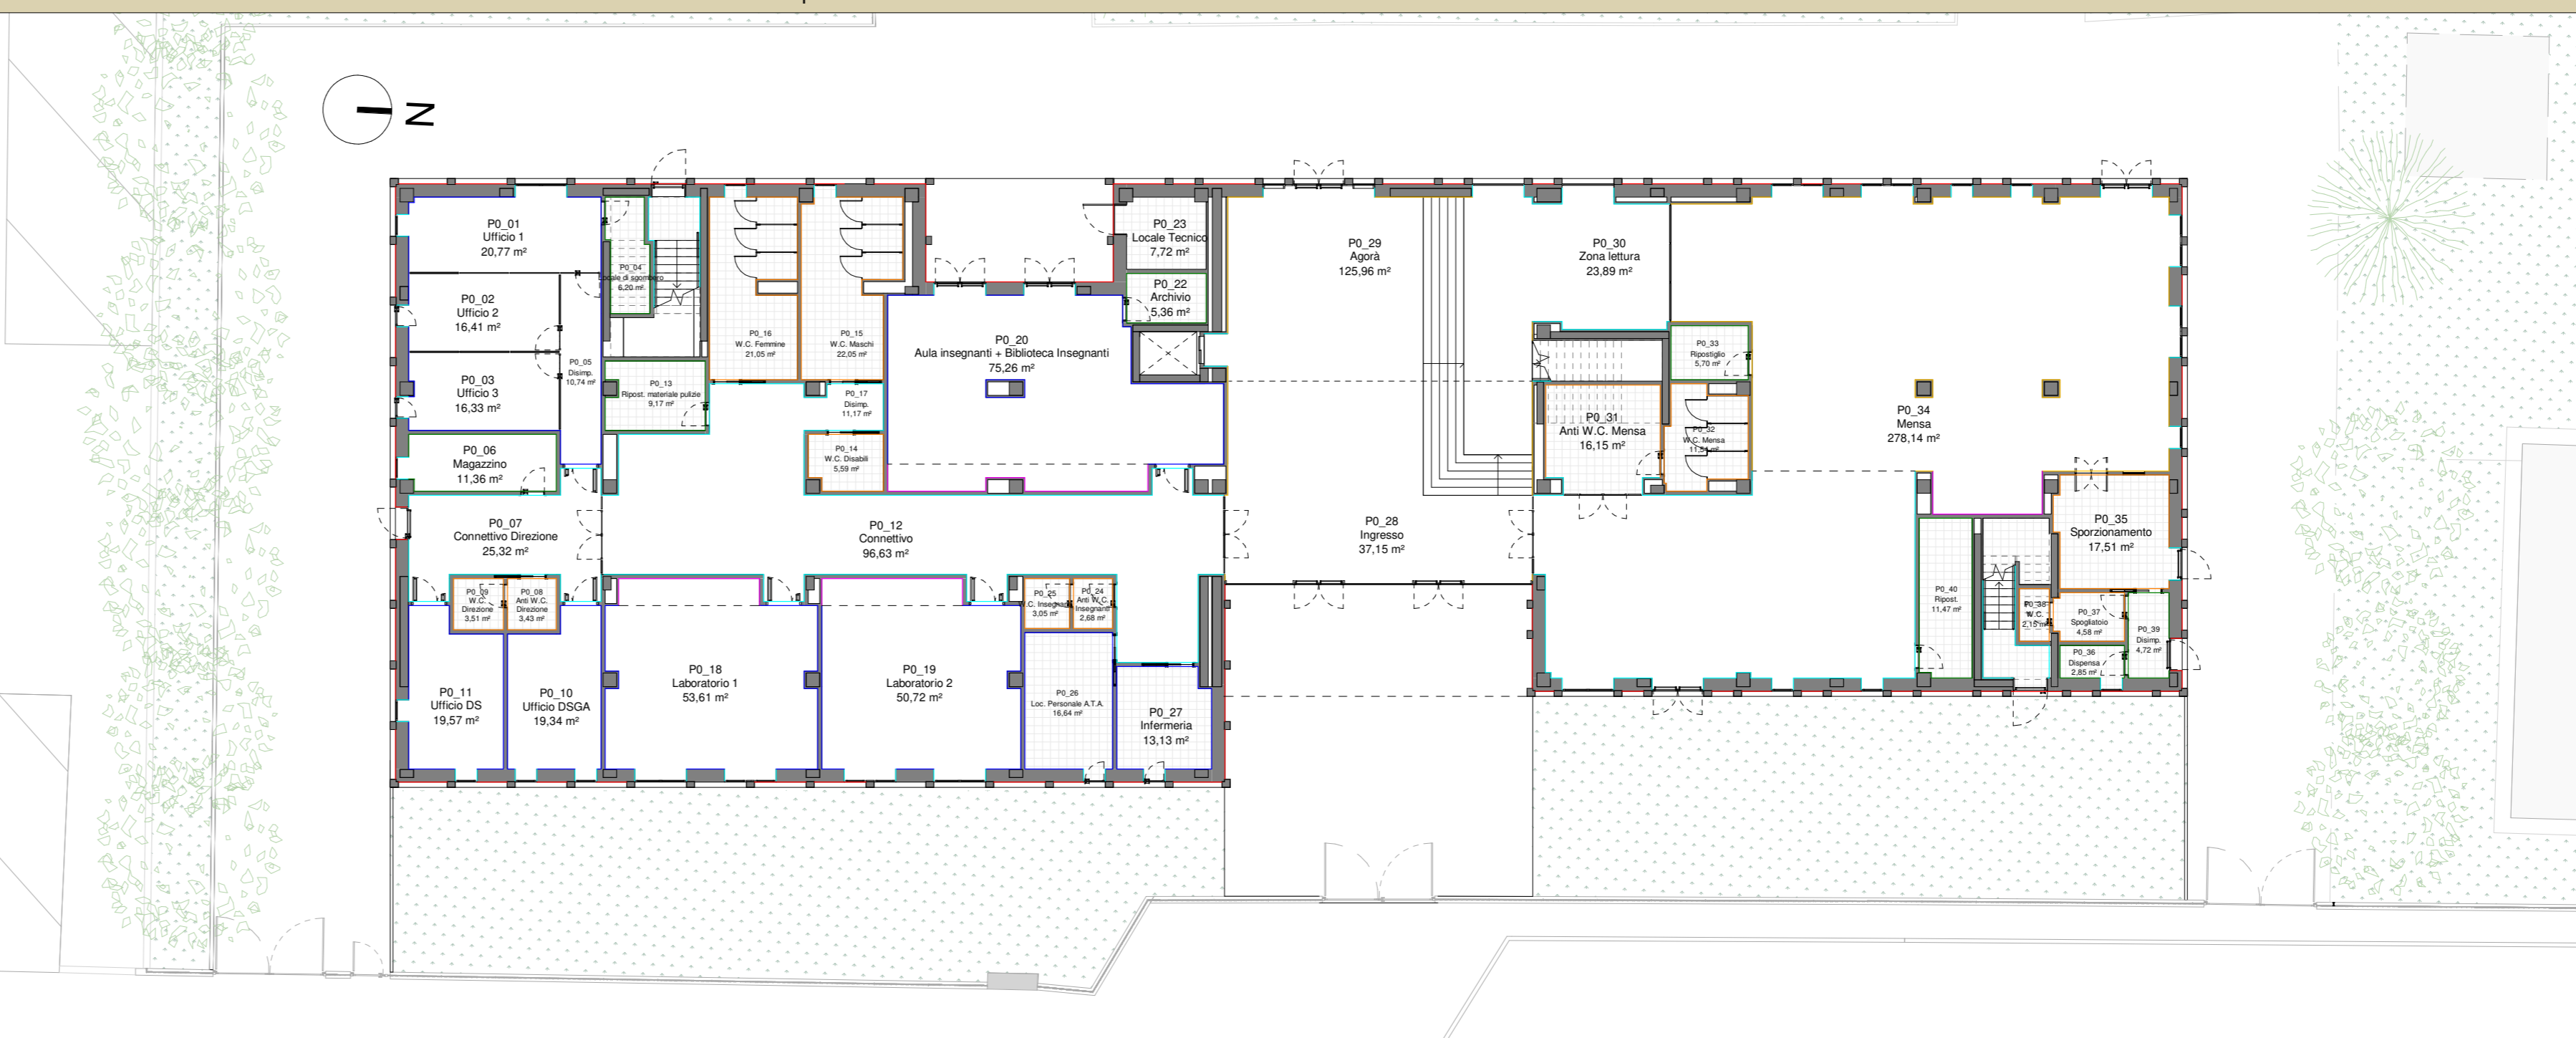 N
P0_01
Ufficio 1
20,77 m²
P0_02
Ufficio 2
16,41 m²
P0_03
Ufficio 3
16,33 m²
P0_04
Locale di sgombero
6,20 m²
P0_05
Disimp.
10,74 m²
P0_06
Magazzino
11,36 m²
P0_07
Connettivo Direzione
25,32 m²
P0_09
W.C.
Direzione
3,51 m²
P0_08
Anti W.C.
Direzione
3,43 m²
P0_11
Ufficio DS
19,57 m²
P0_10
Ufficio DSGA
19,34 m²
P0_13
Ripost. materiale pulizie
9,17 m²
P0_16
W.C. Femmine
21,05 m²
P0_15
W.C. Maschi
22,05 m²
P0_17
Disimp.
11,17 m²
P0_14
W.C. Disabili
5,59 m²
P0_12
Connettivo
96,63 m²
P0_18
Laboratorio 1
53,61 m²
P0_19
Laboratorio 2
50,72 m²
P0_20
Aula insegnanti + Biblioteca Insegnanti
75,26 m²
P0_23
Locale Tecnico
7,72 m²
P0_22
Archivio
5,36 m²
P0_25
W.C. Insegnanti
3,05 m²
P0_24
Anti W.C.
Insegnanti
2,68 m²
P0_26
Loc. Personale A.T.A.
16,64 m²
P0_27
Infermeria
13,13 m²
P0_29
Agorà
125,96 m²
P0_28
Ingresso
37,15 m²
P0_30
Zona lettura
23,89 m²
P0_33
Ripostiglio
5,70 m²
P0_31
Anti W.C. Mensa
16,15 m²
P0_32
W.C. Mensa
P0_34
Mensa
278,14 m²
P0_35
Sporzionamento
17,51 m²
P0_40
Ripost.
11,47 m²
P0_38
W.C.
2,15 m²
P0_37
Spogliatoio
4,58 m²
P0_39
Disimp.
4,72 m²
P0_36
Dispensa
2,85 m²